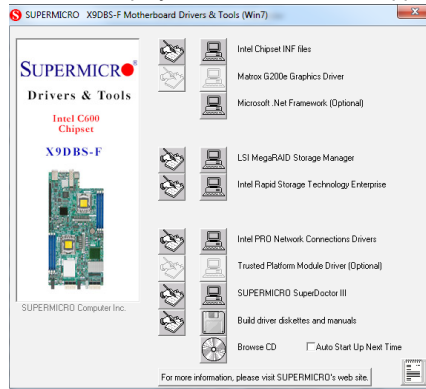 SUPERMICRO X9DBS-F Motherboard Drivers & Tools (Win7)
SUPERMICRO®
Drivers & Tools
Intel C600
Chipset
X9DBS-F
SUPERMICRO Computer Inc.
Intel Chipset INF files
Matrox G200e Graphics Driver
Microsoft .Net Framework (Optional)
LSI MegaRAID Storage Manager
Intel Rapid Storage Technology Enterprise
Intel PRO Network Connections Drivers
Trusted Platform Module Driver (Optional)
SUPERMICRO SuperDoctor III
Build driver diskettes and manuals
Browse CD
Auto Start Up Next Time
For more information, please visit SUPERMICRO's web site.